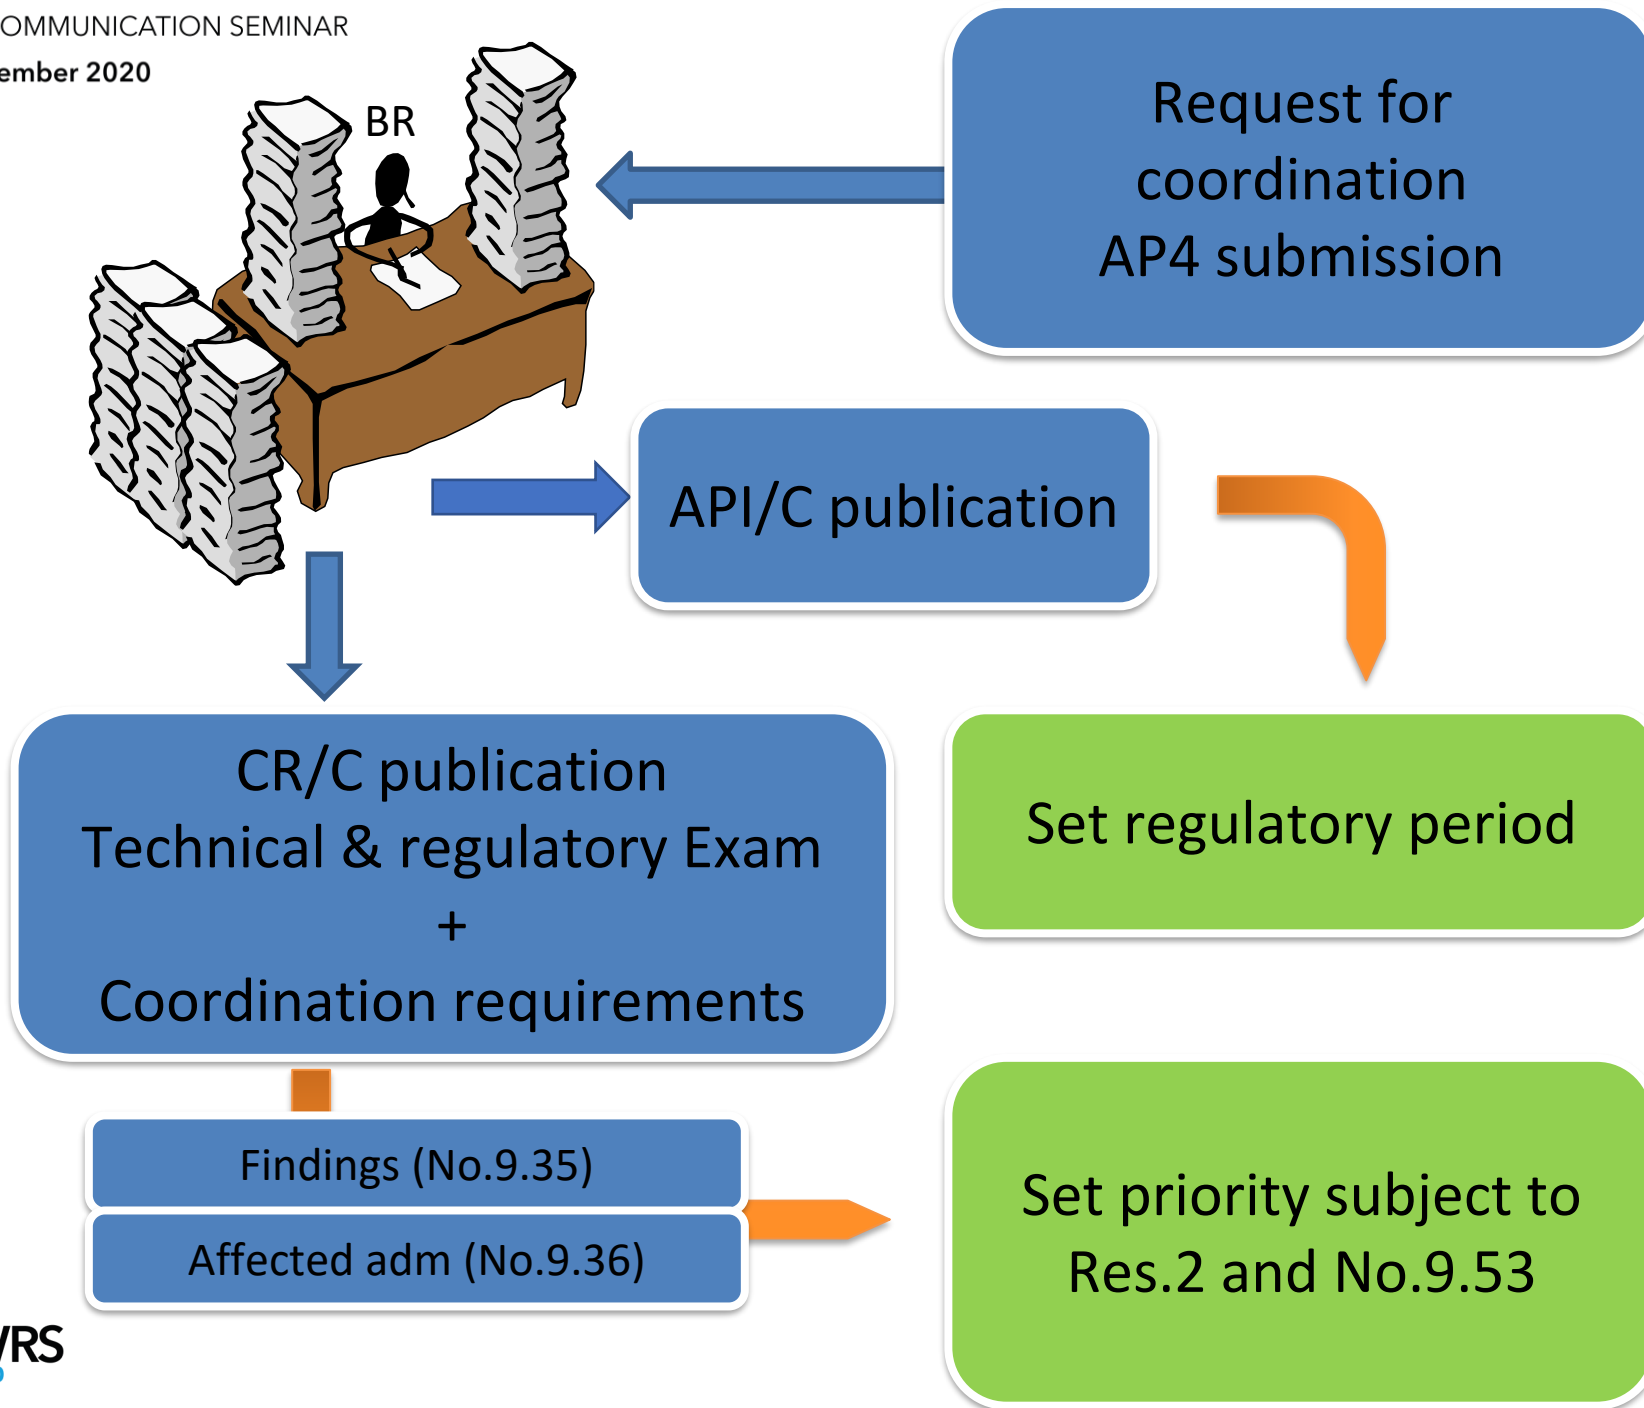 OMMUNICATION SEMINAR
ember 2020
BR
Request for
coordination
AP4 submission
API/C publication
CR/C publication
Technical & regulatory Exam
+
Coordination requirements
Set regulatory period
Findings (No.9.35)
Affected adm (No.9.36)
Set priority subject to
Res.2 and No.9.53
WRS